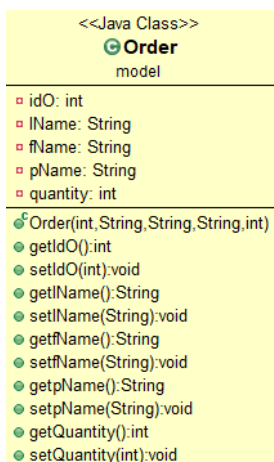 <<Java Class>>
Order
model
idO: int
lName: String
fName: String
pName: String
quantity: int
Order(int,String,String,String,int)
getIdO():int
setIdO(int):void
getlName():String
setlName(String):void
getfName():String
setfName(String):void
getpName():String
setpName(String):void
getQuantity():int
setQuantity(int):void